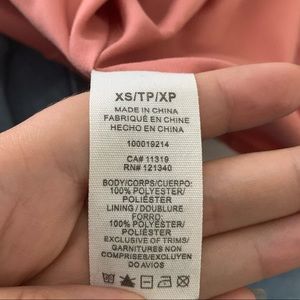 XS/TP/XP
MADE IN CHINA
FABRIQUÉ EN CHINE
HECHO EN CHINA
100019214
CA# 11319
RN# 121340
BODY/CORPS/CUERPO:
100% POLYESTER/
POLIÉSTER
LINING / DOUBLURE
FORRO:
100% POLYESTER/
POLIÉSTER
EXCLUSIVE OF TRIMS/
GARNITURES NON
COMPRISES/EXCLUYEN
DO AVIOS